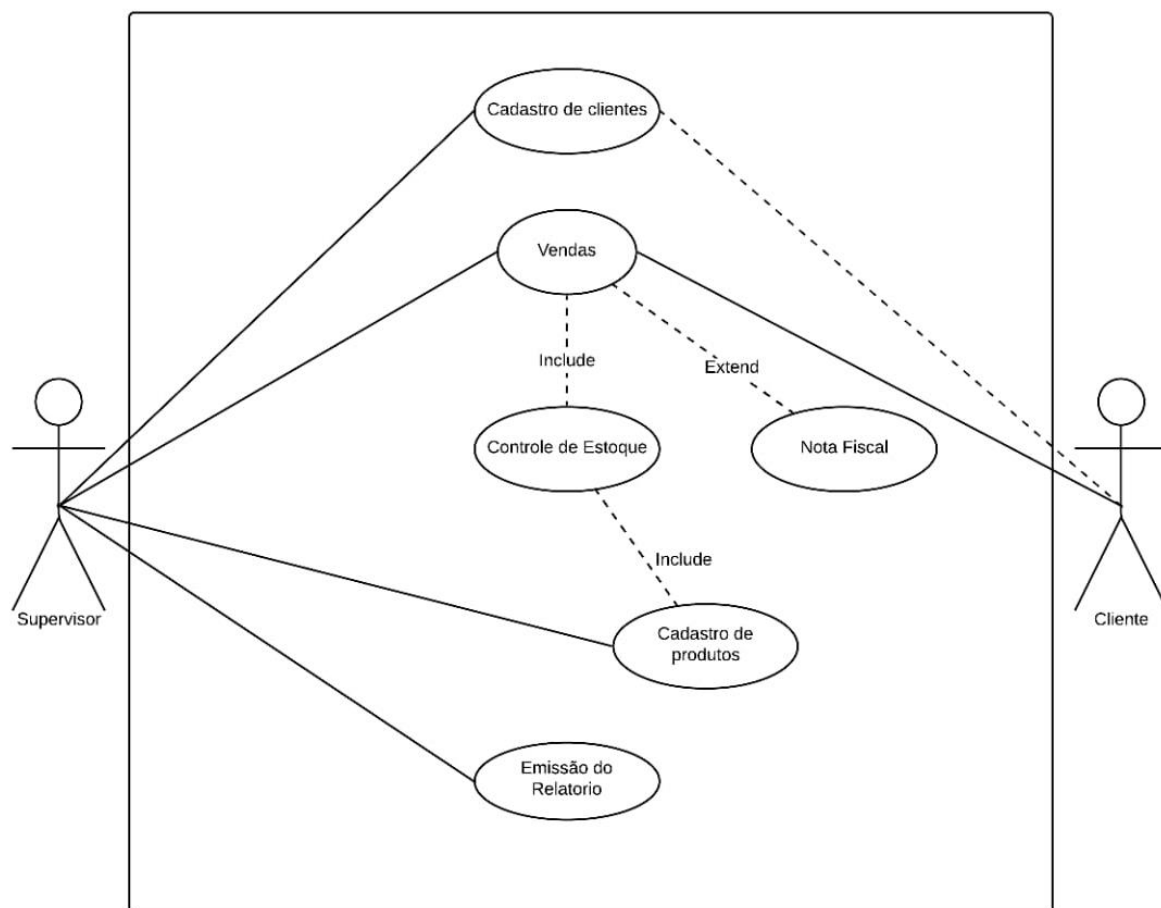 Cadastro de clientes
Vendas
Include
Extend
Controle de Estoque
Nota Fiscal
Include
Supervisor
Cliente
Cadastro de
produtos
Emissão do
Relatorio